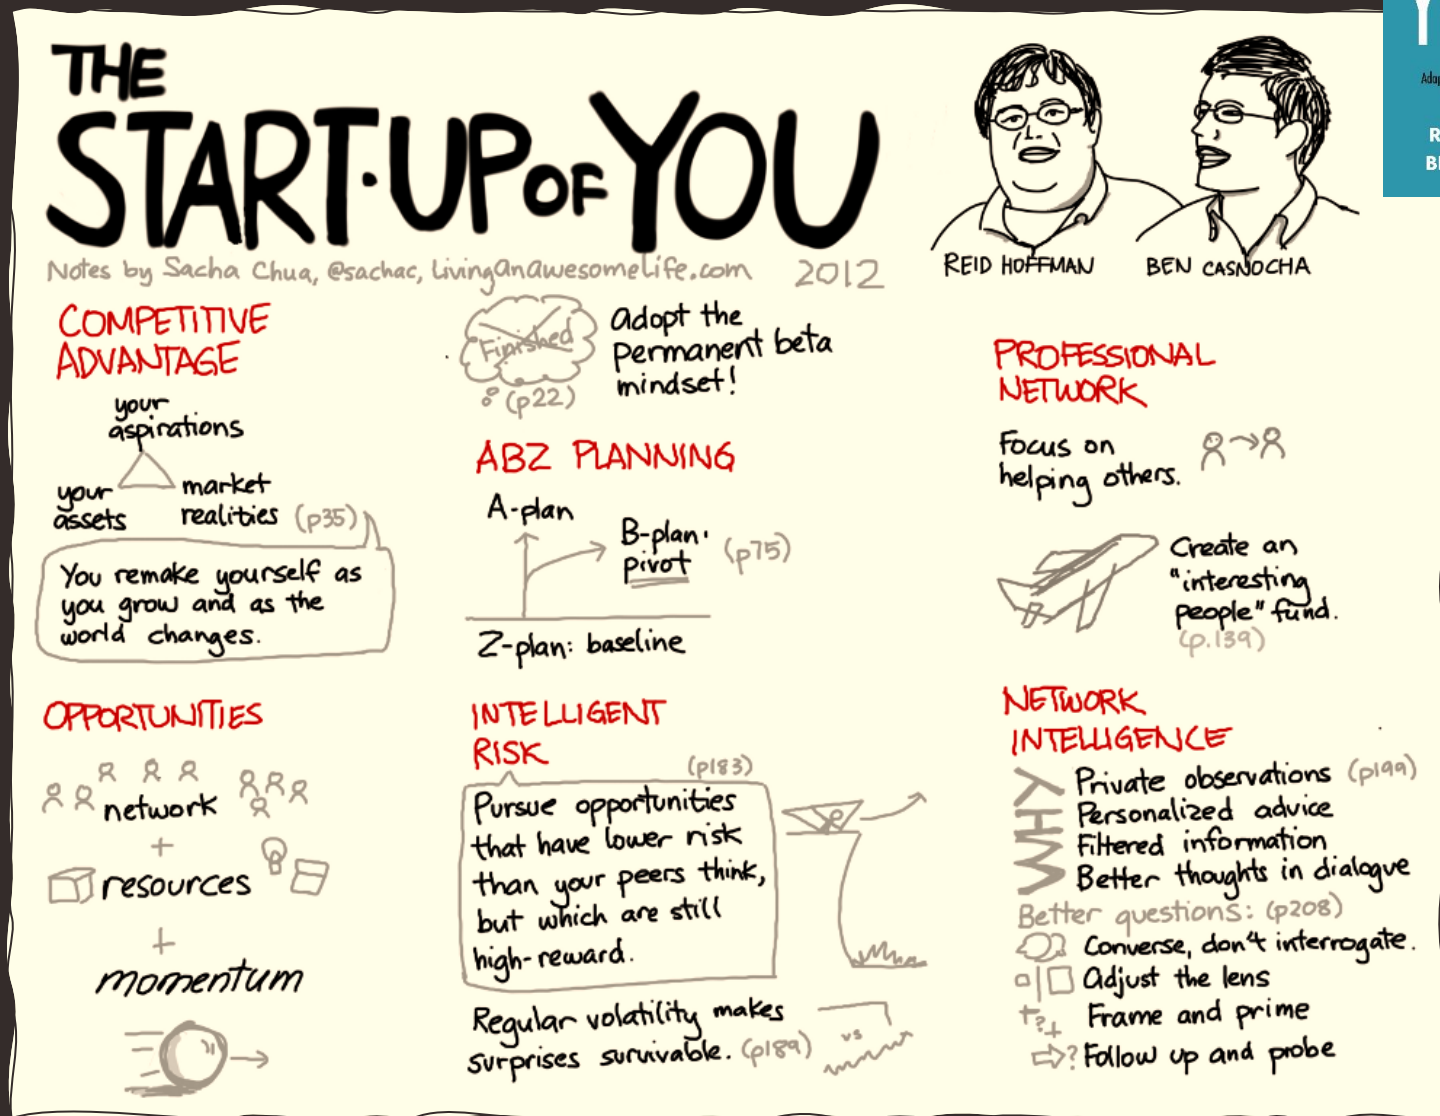 THE
START-UP OF YOU
Notes by Sacha Chua, @sachac, LivingAnAwesomeLife.com 2012
REID HOFFMAN
BEN CASNOCHA
COMPETITIVE
ADVANTAGE
your
aspirations
your
assets
market
realities (p35)
You remake yourself as
you grow and as the
world changes.
OPPORTUNITIES
network
+
resources
+
momentum
Finished
(p22)
Adopt the
permanent beta
mindset!
ABZ PLANNING
A-plan
B-plan:
pivot
(p75)
Z-plan: baseline
INTELLIGENT
RISK
(p183)
Pursue opportunities
that have lower risk
than your peers think,
but which are still
high-reward.
Regular volatility makes
surprises survivable. (p189)
vs
PROFESSIONAL
NETWORK
Focus on
helping others.
Create an
"interesting
people" fund.
(p.139)
NETWORK
INTELLIGENCE
WHY
Private observations (p199)
Personalized advice
Filtered information
Better thoughts in dialogue
Better questions: (p208)
Converse, don't interrogate.
Adjust the lens
Frame and prime
Follow up and probe